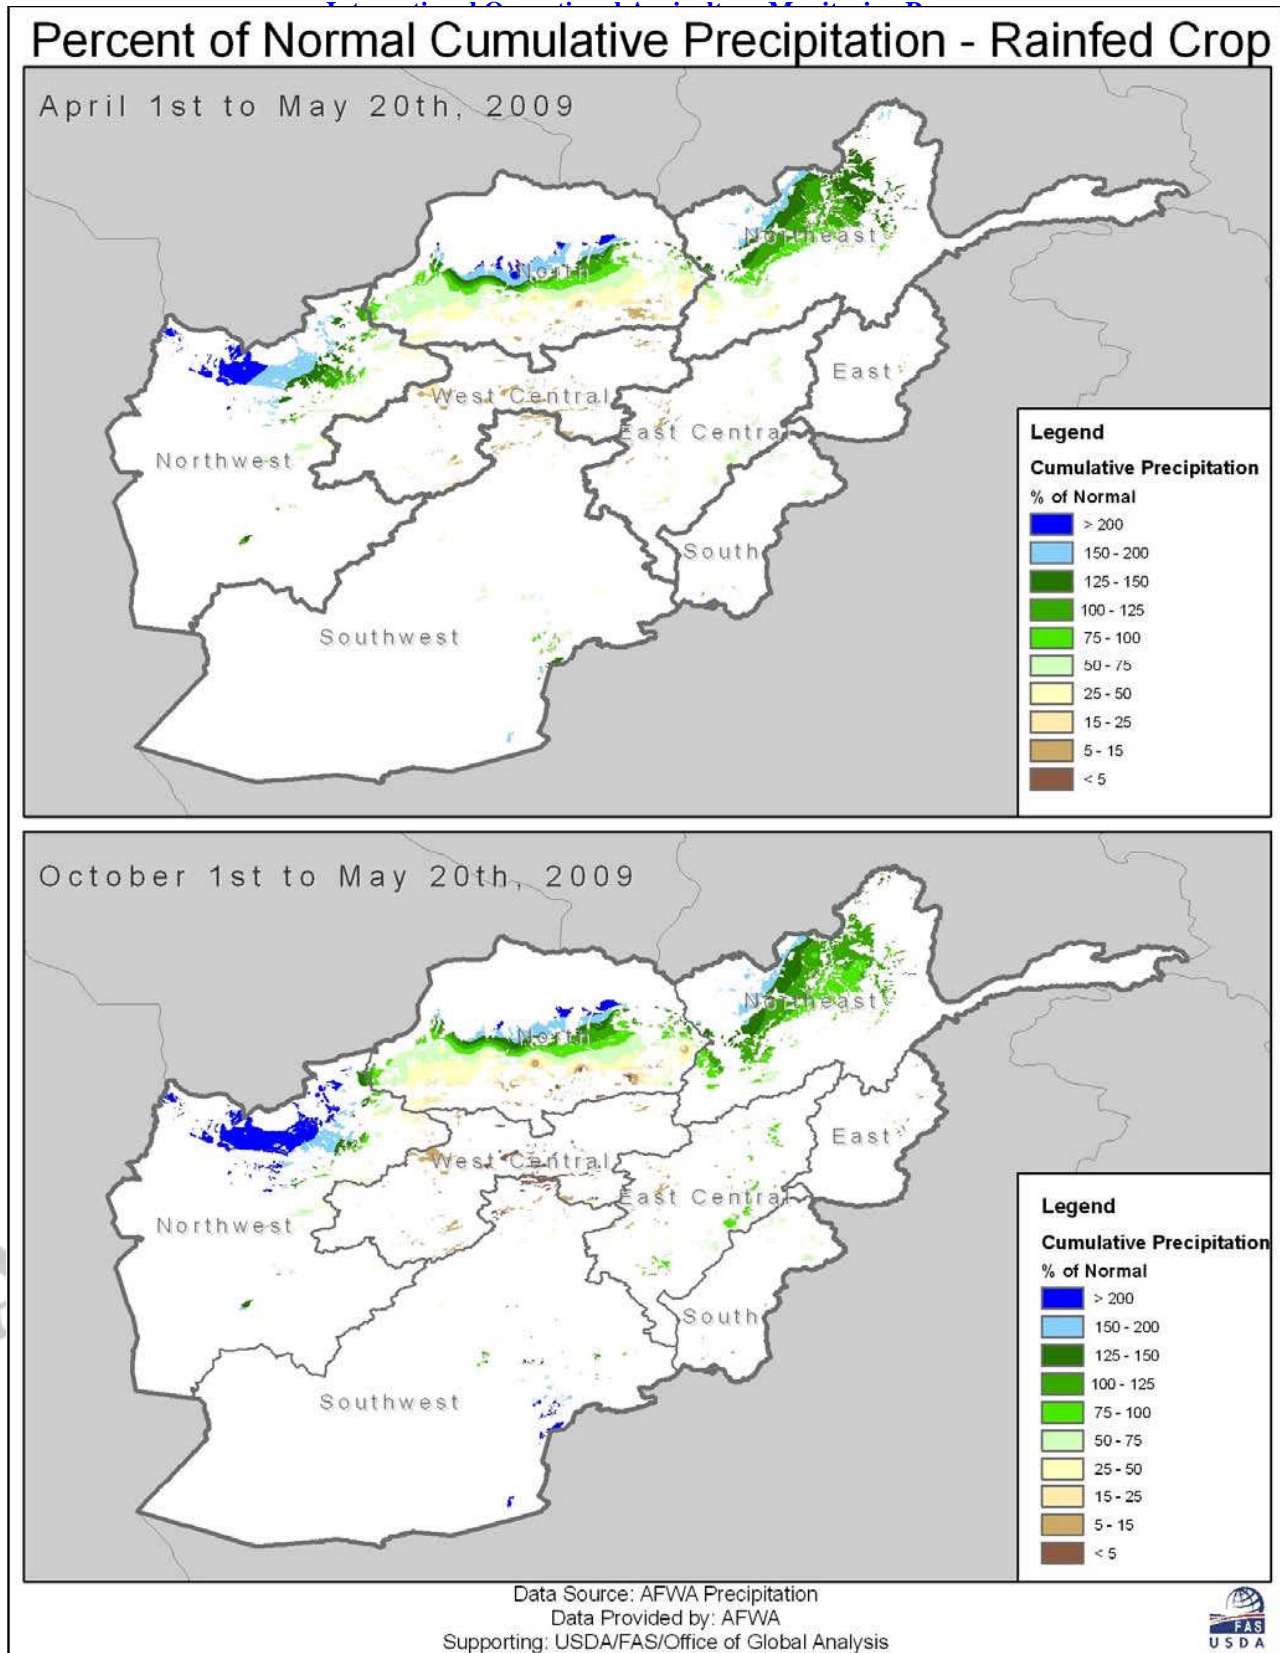 Percent of Normal Cumulative Precipitation - Rainfed Crop
April 1st to May 20th, 2009
Northeast
North
East
West Central
East Central
Northwest
South
Southwest
Legend
Cumulative Precipitation
% of Normal
> 200
150 - 200
125 - 150
100 - 125
75 - 100
50 - 75
25 - 50
15 - 25
5 - 15
< 5
October 1st to May 20th, 2009
Northeast
North
East
West Central
East Central
Northwest
South
Southwest
Legend
Cumulative Precipitation
% of Normal
> 200
150 - 200
125 - 150
100 - 125
75 - 100
50 - 75
25 - 50
15 - 25
5 - 15
< 5
Data Source: AFWA Precipitation
Data Provided by: AFWA
Supporting: USDA/FAS/Office of Global Analysis
FAS
USDA